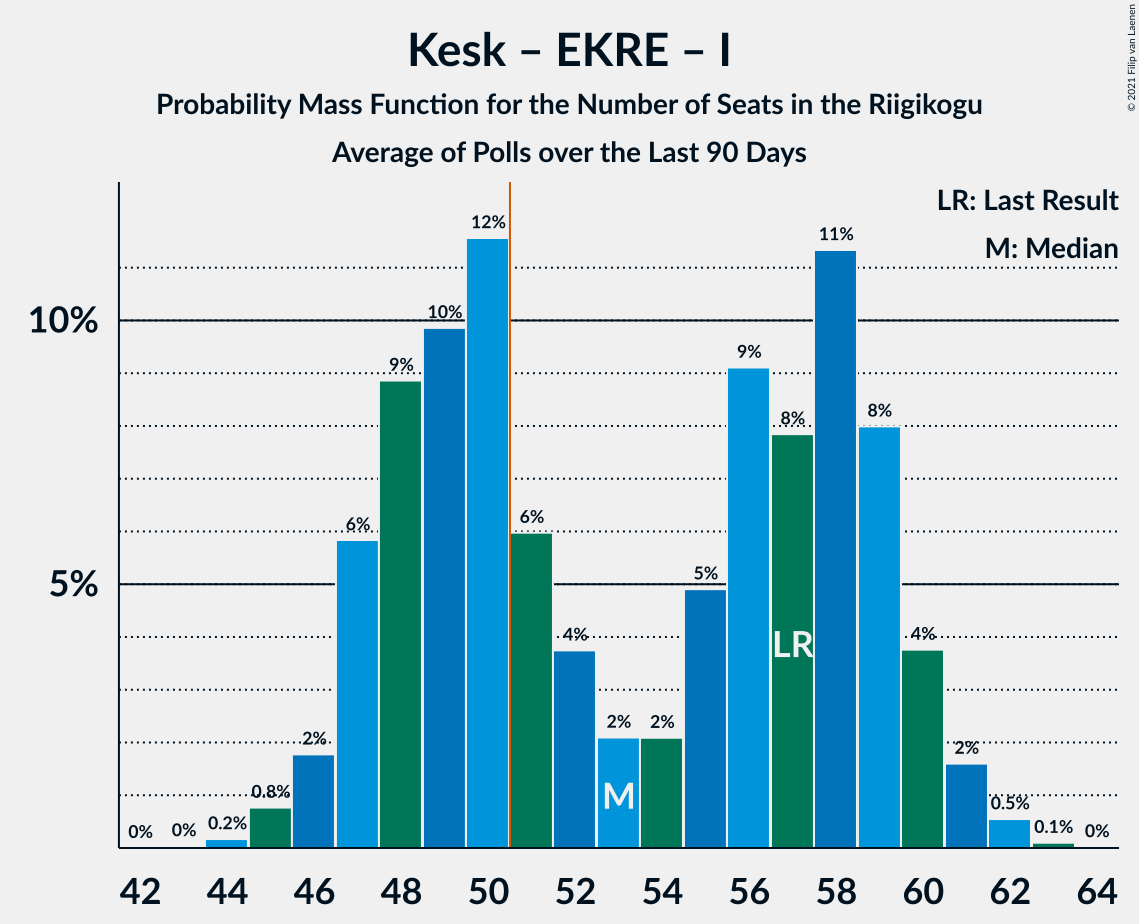 Kesk – EKRE – I
Probability Mass Function for the Number of Seats in the Riigikogu
Average of Polls over the Last 90 Days
© 2021 Filip van Laenen
LR: Last Result
M: Median
10%
5%
0%
0%
0.2%
0.8%
2%
6%
9%
10%
12%
6%
4%
2%
2%
5%
9%
8%
11%
8%
4%
2%
0.5%
0.1%
0%
M
LR
42 44 46 48 50 52 54 56 58 60 62 64